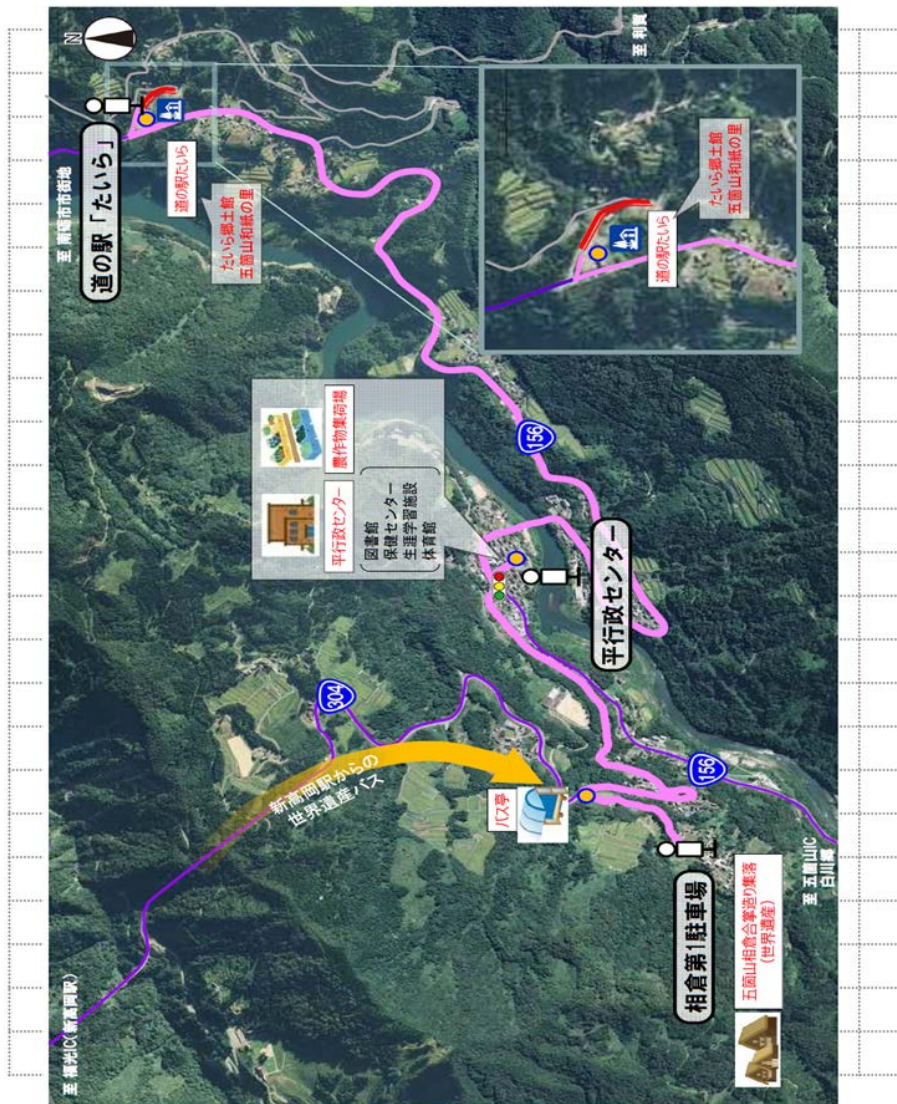 N
至 南砺市市街地
道の駅「たいら」
道の駅たいら
たいら郷土館
五箇山和紙の里
至 利賀
道の駅たいら
たいら郷土館
五箇山和紙の里
農作物集荷場
平行政センター
図書館
保健センター
生涯学習施設
体育館
156
平行政センター
304
新高岡駅からの
世界遺産バス
バス亭
156
至 福光IC(新高岡駅)
相倉第1駐車場
五箇山相倉合掌造り集落
(世界遺産)
至 五箇山IC
白川郷